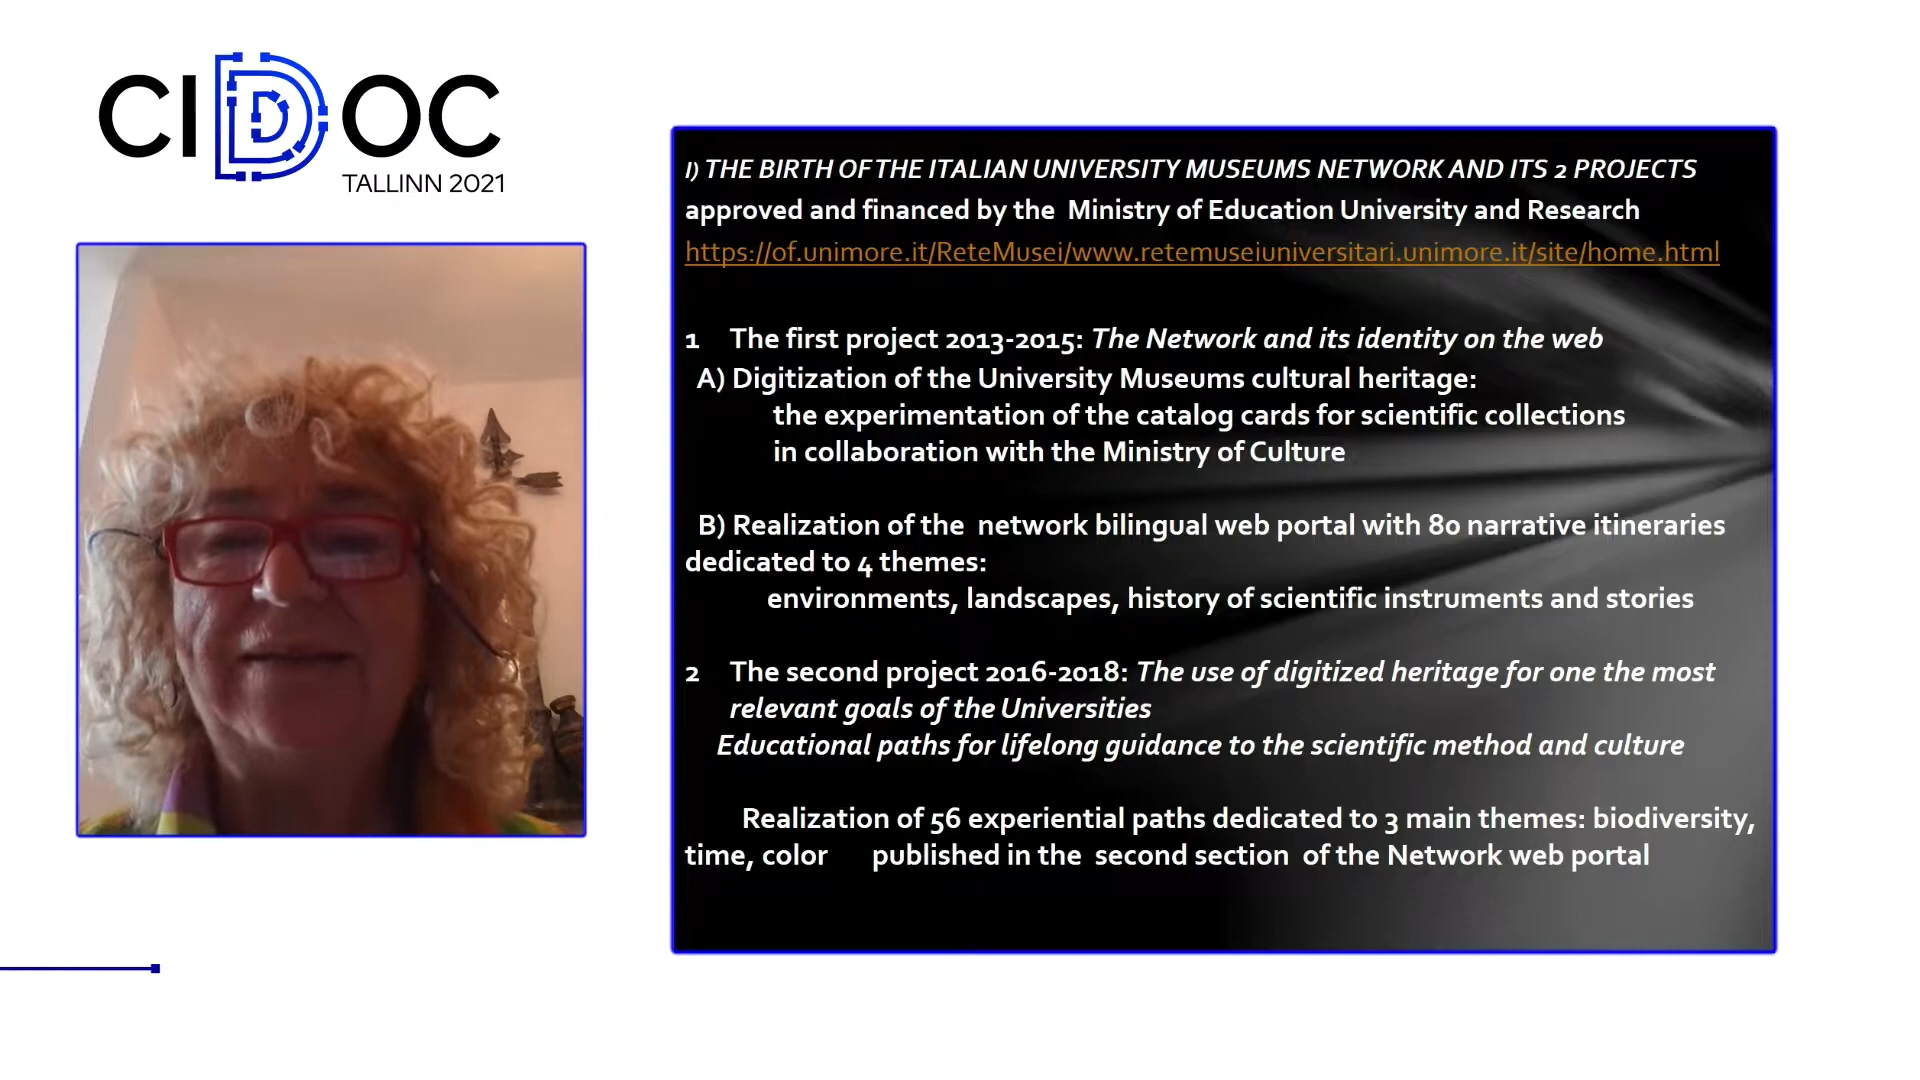 CIDOC
TALLINN 2021
I) THE BIRTH OF THE ITALIAN UNIVERSITY MUSEUMS NETWORK AND ITS 2 PROJECTS
approved and financed by the Ministry of Education University and Research
https://of.unimore.it/ReteMusei/www.retemuseiuniversitari.unimore.it/site/home.html
1 The first project 2013-2015: The Network and its identity on the web
A) Digitization of the University Museums cultural heritage:
the experimentation of the catalog cards for scientific collections
in collaboration with the Ministry of Culture
B) Realization of the network bilingual web portal with 80 narrative itineraries
dedicated to 4 themes:
environments, landscapes, history of scientific instruments and stories
2 The second project 2016-2018: The use of digitized heritage for one the most
relevant goals of the Universities
Educational paths for lifelong guidance to the scientific method and culture
Realization of 56 experiential paths dedicated to 3 main themes: biodiversity,
time, color published in the second section of the Network web portal